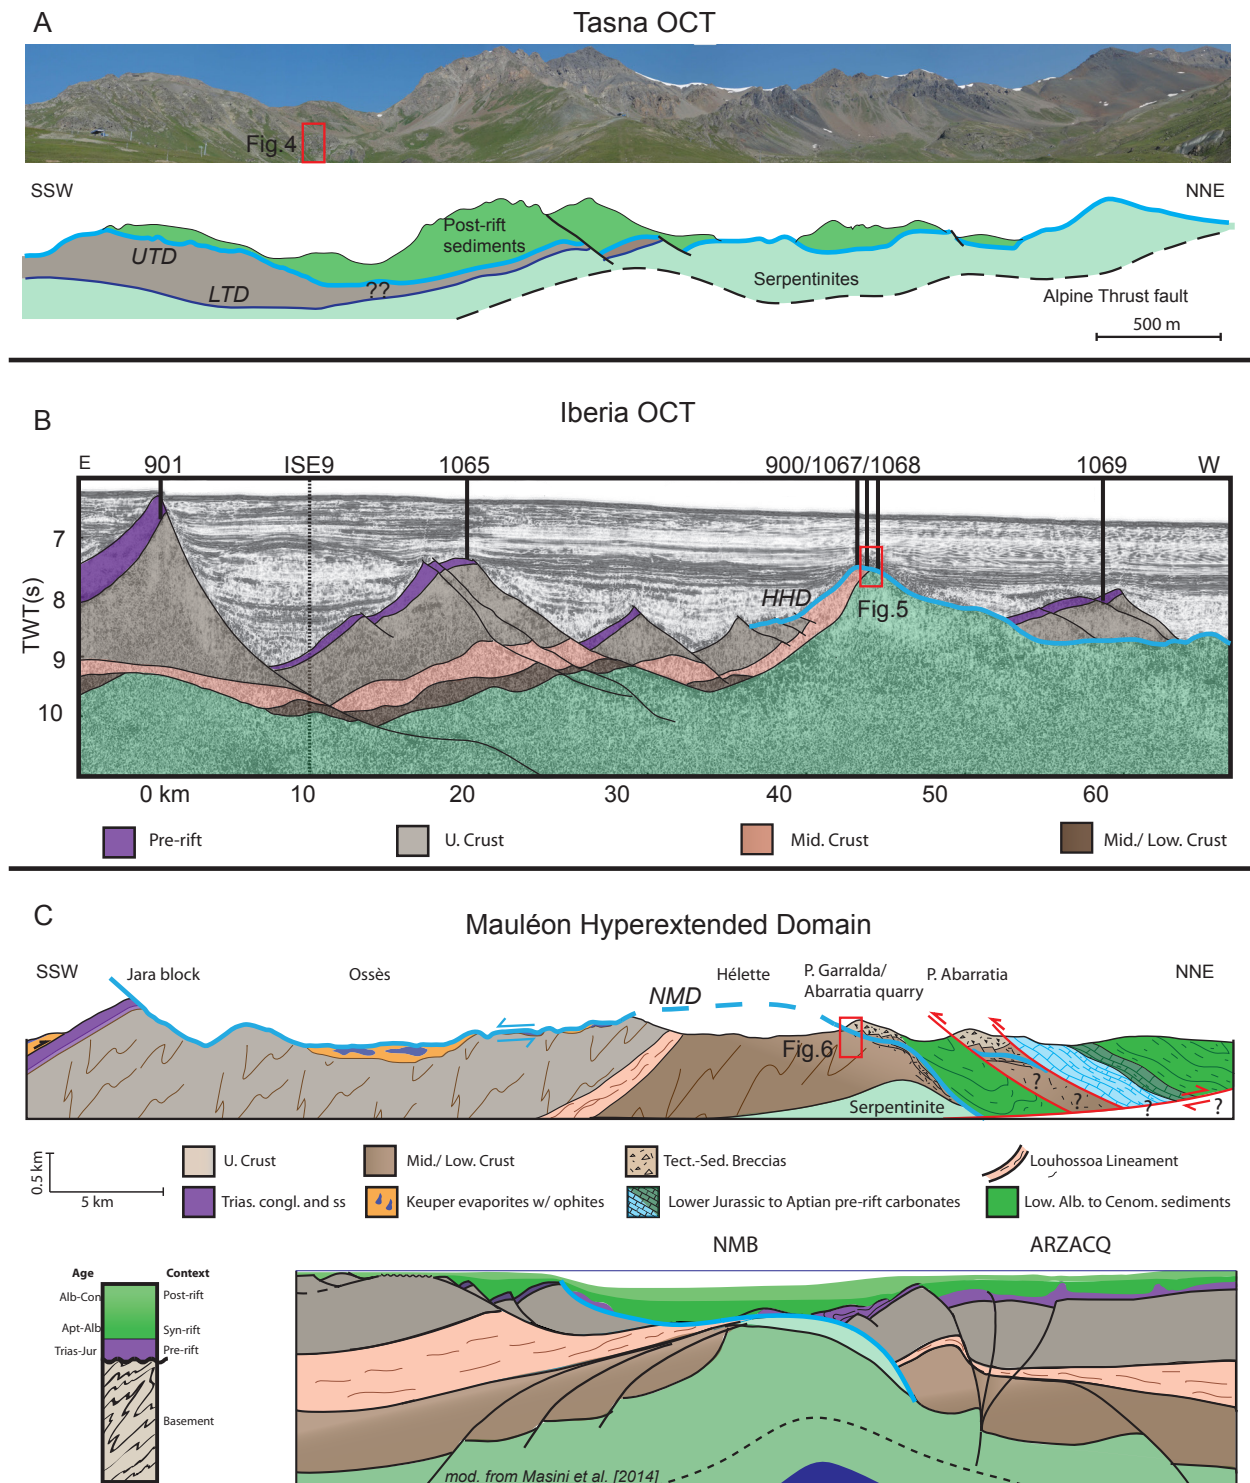 A
Tasna OCT
Fig.4
SSW
NNE
Post-rift
sediments
UTD
LTD
??
Serpentinites
Alpine Thrust fault
500 m
B
Iberia OCT
E
901
ISE9
1065
900/1067/1068
1069
W
TWT(s)
7
8
9
10
HHD
Fig.5
0 km
10
20
30
40
50
60
Pre-rift
U. Crust
Mid. Crust
Mid./ Low. Crust
C
Mauléon Hyperextended Domain
SSW
Jara block
Ossès
NMD
Hélette
P. Garralda/
Abarratia quarry
P. Abarratia
NNE
Fig.6
Serpentinite
?
?
?
?
0.5 km
5 km
U. Crust
Mid./ Low. Crust
Tect.-Sed. Breccias
Louhossoa Lineament
Trias. congl. and ss
Keuper evaporites w/ ophites
Lower Jurassic to Aptian pre-rift carbonates
Low. Alb. to Cenom. sediments
NMB
ARZACQ
Age
Context
Alb-Con
Post-rift
Apt-Alb
Syn-rift
Trias-Jur
Pre-rift
Basement
mod. from Masini et al. [2014]